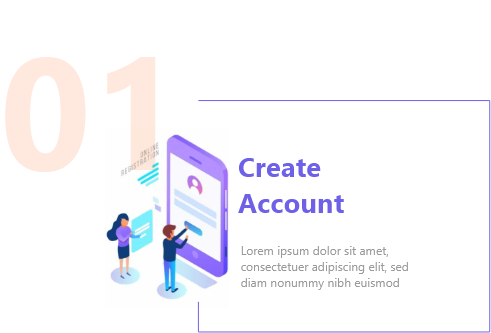 01
ONLINE
REGISTRATION
Create
Account
Lorem ipsum dolor sit amet,
consectetuer adipiscing elit, sed
diam nonummy nibh euismod